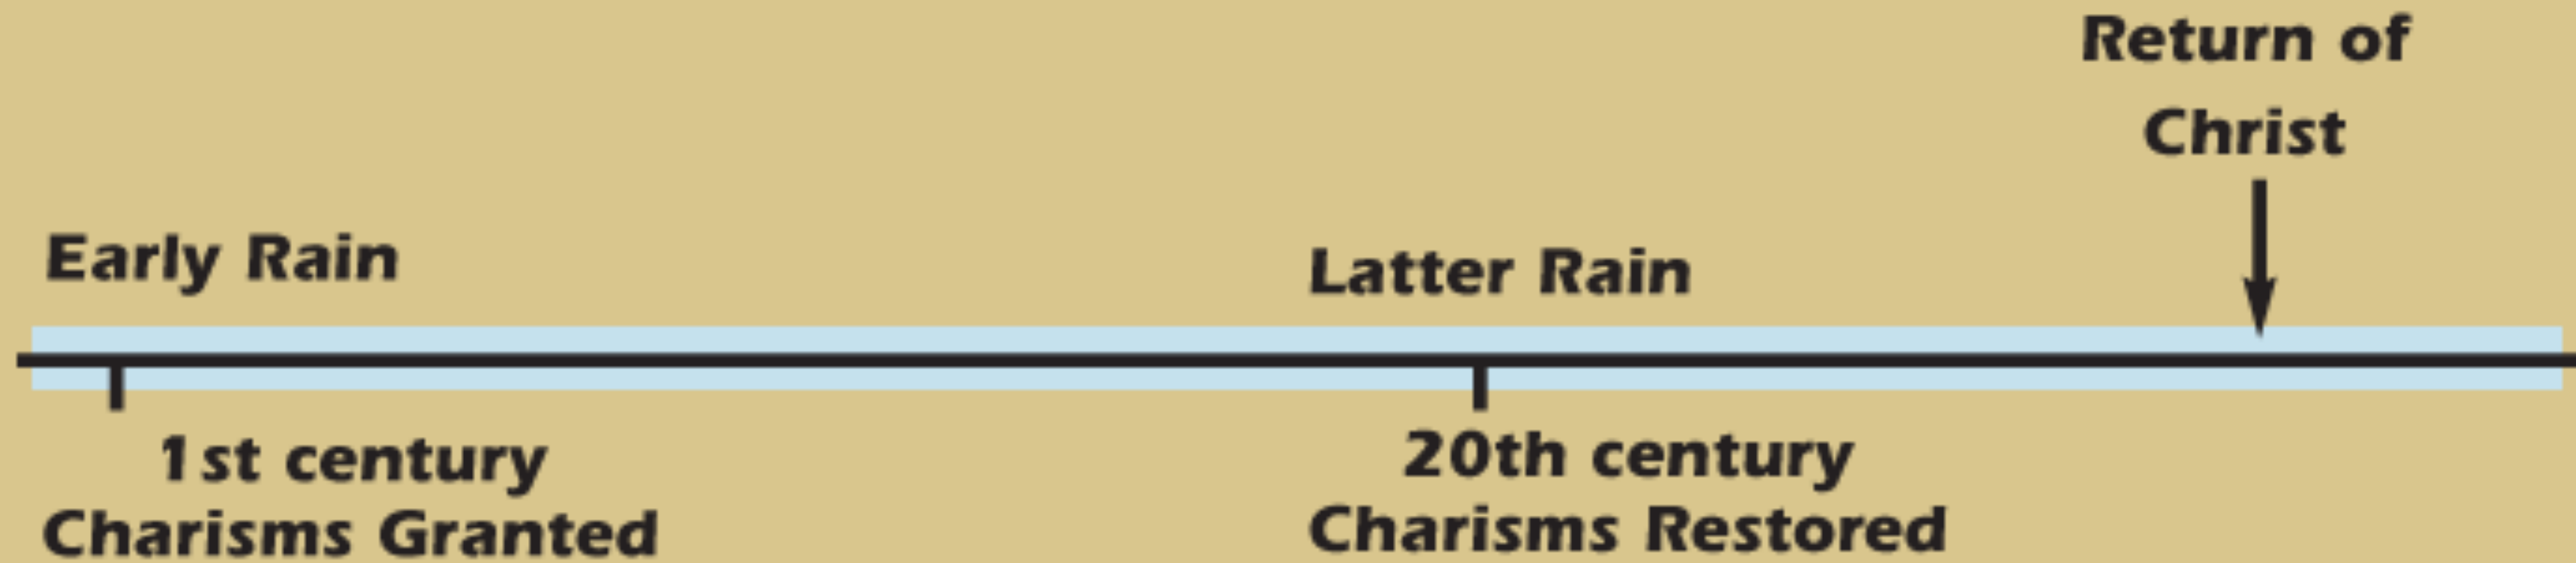 Return of
Christ
Early Rain
Latter Rain
1st century
Charisms Granted
20th century
Charisms Restored